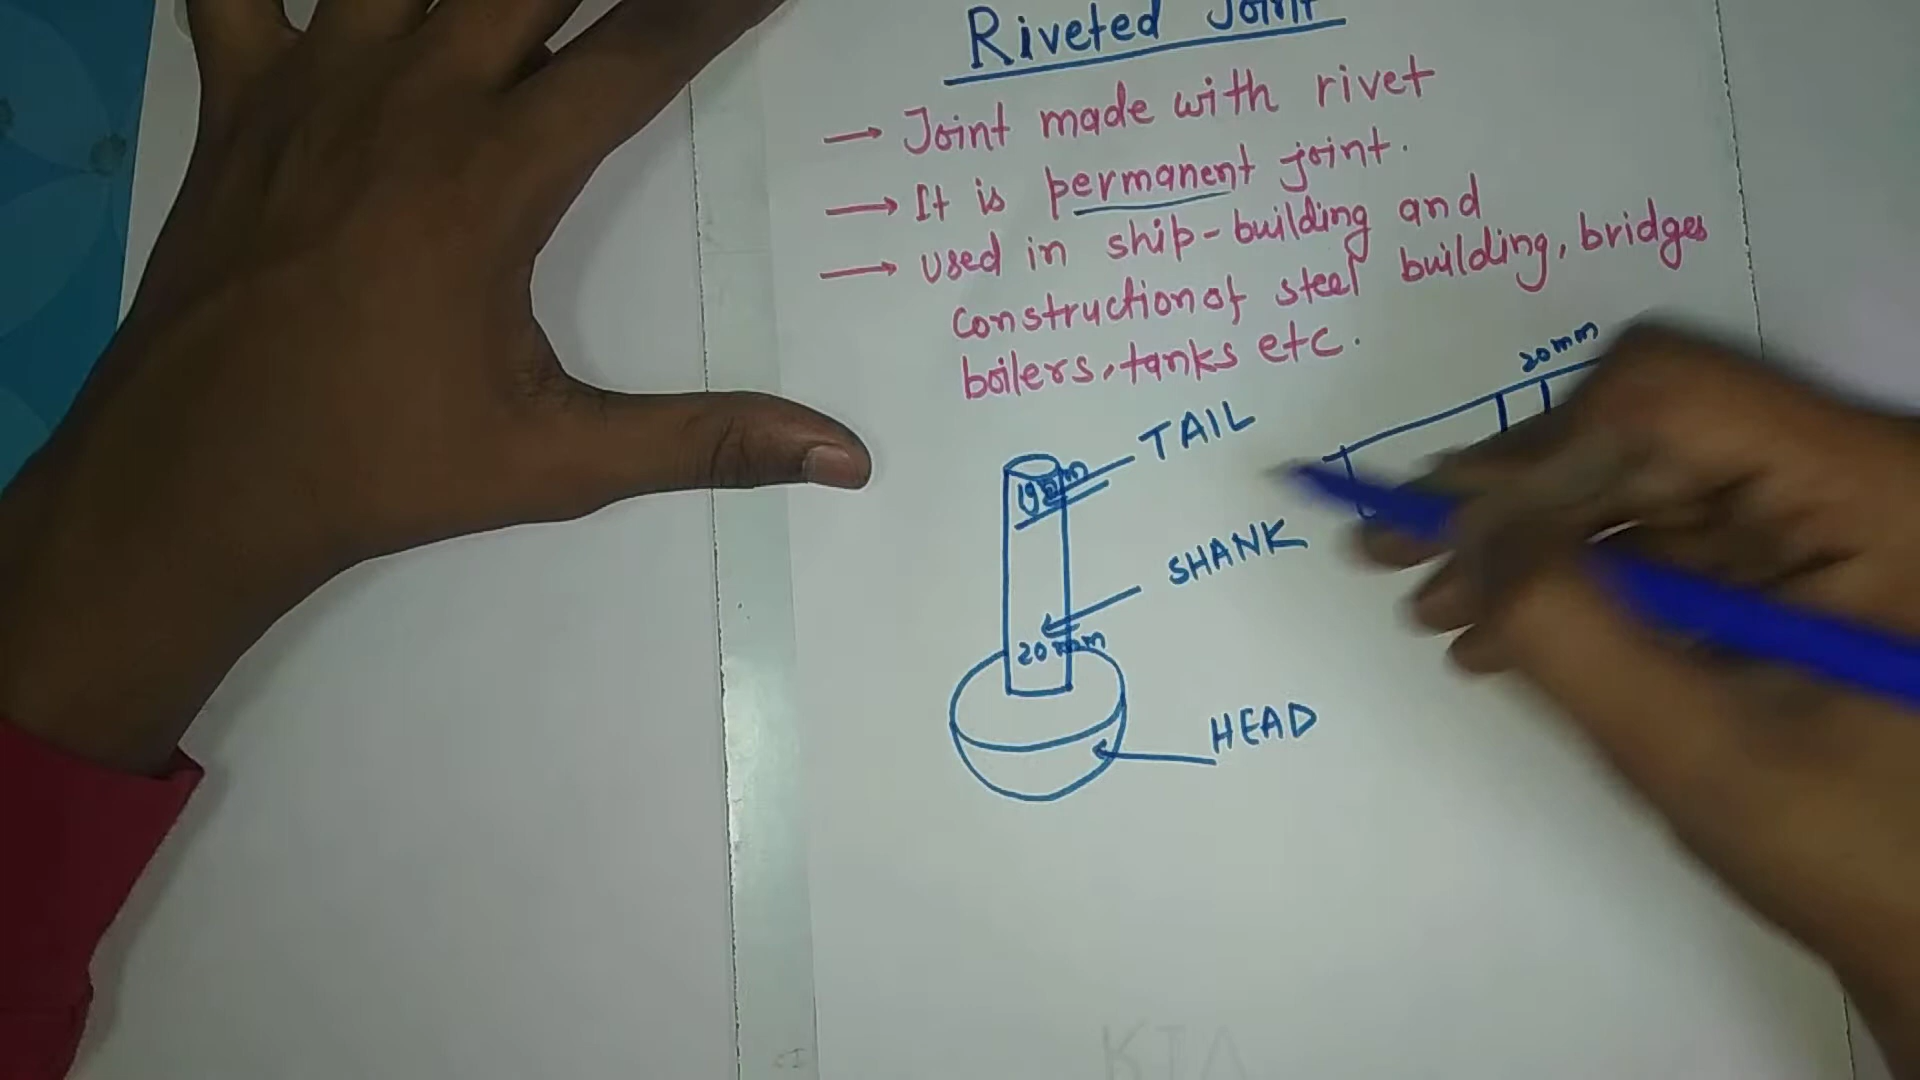 Riveted Joint
→ Joint made with rivet
→ It is permanent joint.
→ Used in ship-building and
construction of steel building, bridges
boilers, tanks etc.
20mm
TAIL
SHANK
20mm
HEAD